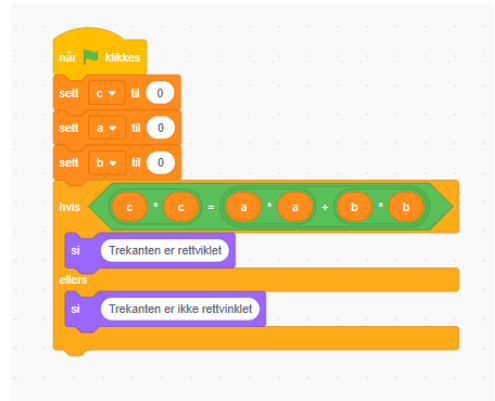 når klikkes
sett c til 0
sett a til 0
sett b til 0
hvis c * c = a * a + b * b
si Trekanten er rettviklet
ellers
si Trekanten er ikke rettvinklet